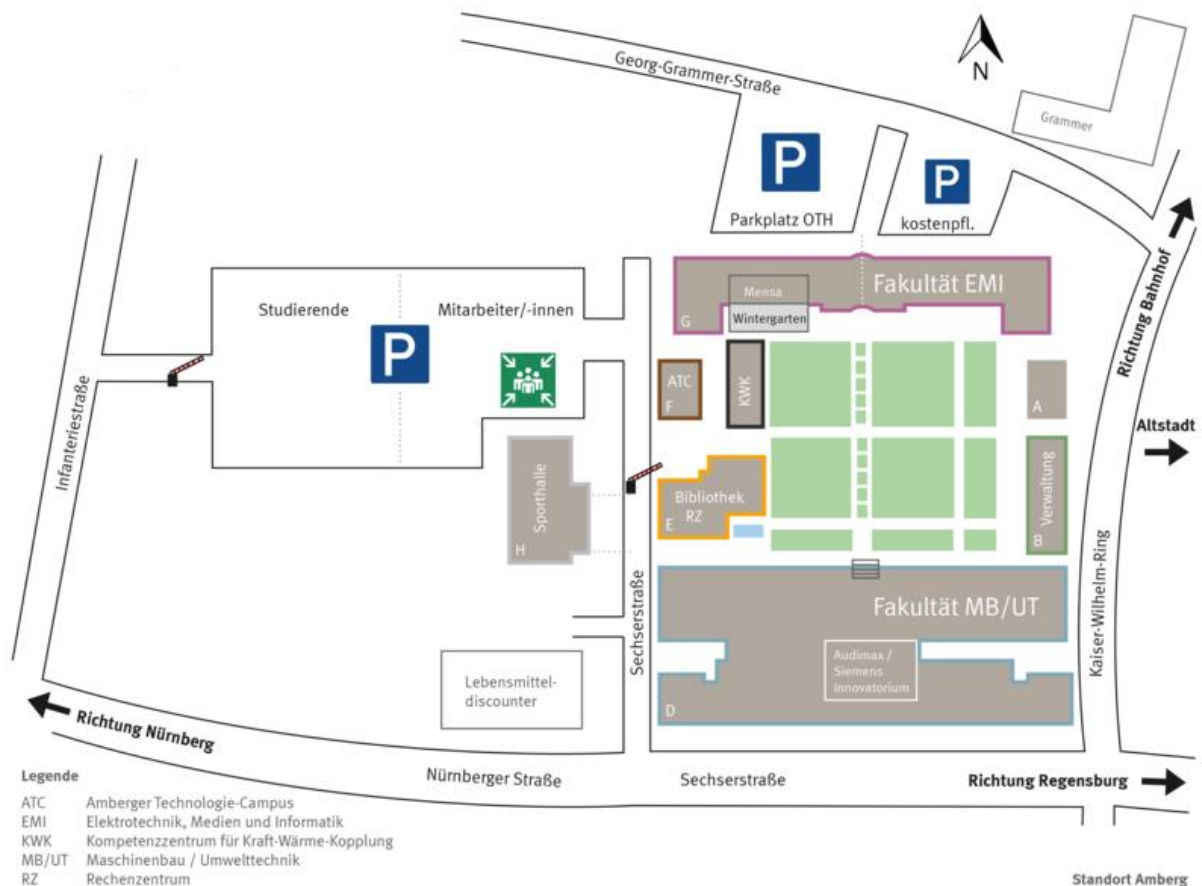 Georg-Grammer-Straße
N
Grammer
P
Parkplatz OTH
P
kostenpfl.
Richtung Bahnhof
Studierende
Mitarbeiter/-innen
P
Fakultät EMI
Mensa
Wintergarten
G
ATC
F
KWK
A
Altstadt
Infanteriestraße
Sporthalle
H
Bibliothek
RZ
E
Verwaltung
B
Kaiser-Wilhelm-Ring
Sechserstraße
Fakultät MB/UT
Audimax /
Siemens
Innovatorium
D
Lebensmittel-
discounter
Richtung Nürnberg
Nürnberger Straße
Sechserstraße
Richtung Regensburg
Legende
ATC Amberger Technologie-Campus
EMI Elektrotechnik, Medien und Informatik
KWK Kompetenzzentrum für Kraft-Wärme-Kopplung
MB/UT Maschinenbau / Umwelttechnik
RZ Rechenzentrum
Standort Amberg